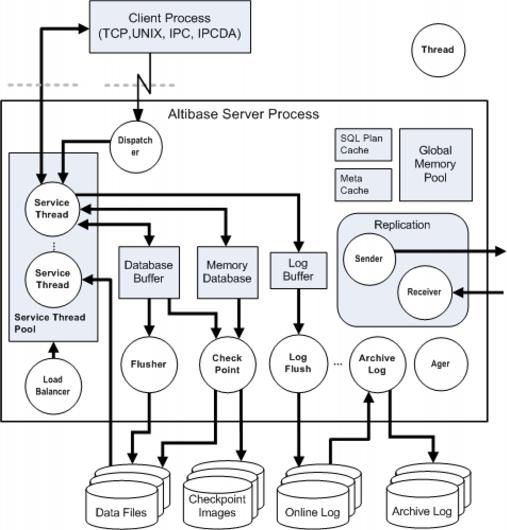 Client Process
(TCP,UNIX, IPC, IPCDA)
Thread
Altibase Server Process
Dispatch
er
SQL Plan
Cache
Global
Memory
Pool
Meta
Cache
Service
Thread
Replication
Sender
Receiver
Service
Thread
Service Thread
Pool
Database
Buffer
Memory
Database
Log
Buffer
Load
Balancer
Flusher
Check
Point
Log
Flush
...
Archive
Log
Ager
Data Files
Checkpoint
Images
Online Log
Archive Log